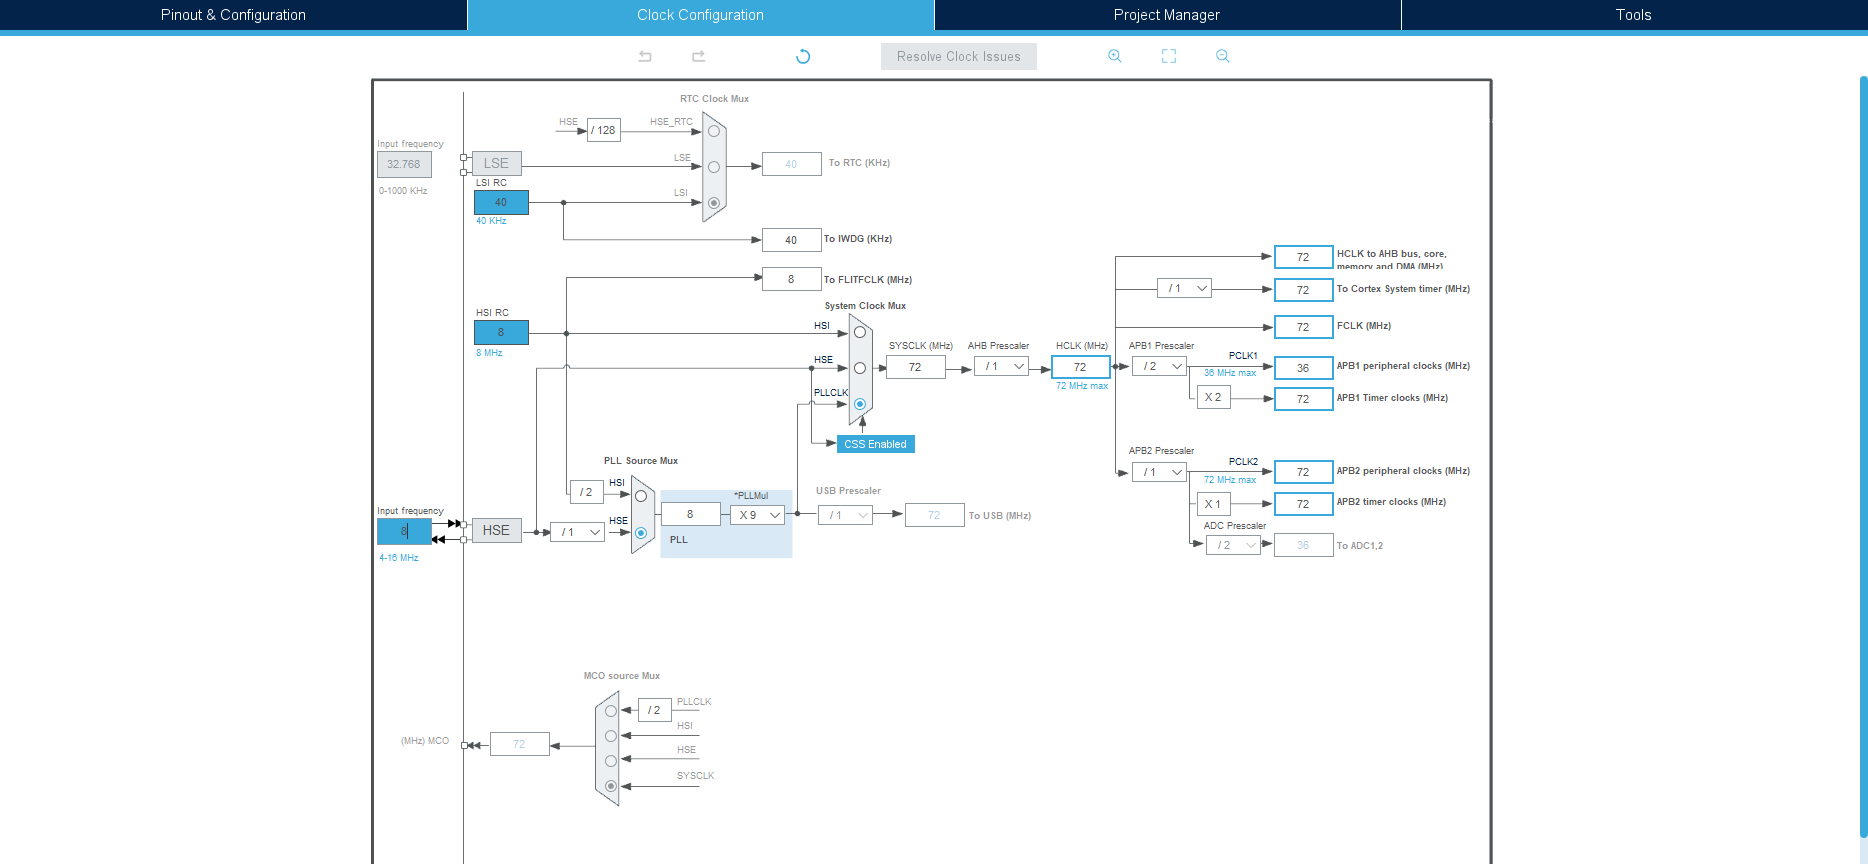 Pinout & Configuration
Clock Configuration
Project Manager
Tools
Resolve Clock Issues
RTC Clock Mux
HSE
/ 128
HSE_RTC
Input frequency
32.768
0-1000 KHz
LSE
LSE
40
To RTC (KHz)
LSI RC
40
40 KHz
LSI
40
To IWDG (KHz)
8
To FLITFCLK (MHz)
HSI RC
8
8 MHz
System Clock Mux
HSI
HSE
PLLCLK
SYSCLK (MHz)
72
AHB Prescaler
/ 1
HCLK (MHz)
72
72 MHz max
CSS Enabled
72
HCLK to AHB bus, core,
memory and DMA (MHz)
/ 1
72
To Cortex System timer (MHz)
72
FCLK (MHz)
APB1 Prescaler
/ 2
PCLK1
36 MHz max
36
APB1 peripheral clocks (MHz)
X 2
72
APB1 Timer clocks (MHz)
APB2 Prescaler
/ 1
PCLK2
72 MHz max
72
APB2 peripheral clocks (MHz)
X 1
72
APB2 timer clocks (MHz)
ADC Prescaler
/ 2
36
To ADC1,2
PLL Source Mux
/ 2
HSI
Input frequency
8
4-16 MHz
HSE
/ 1
HSE
8
*PLLMul
X 9
PLL
USB Prescaler
/ 1
72
To USB (MHz)
MCO source Mux
/ 2
PLLCLK
HSI
HSE
SYSCLK
(MHz) MCO
72